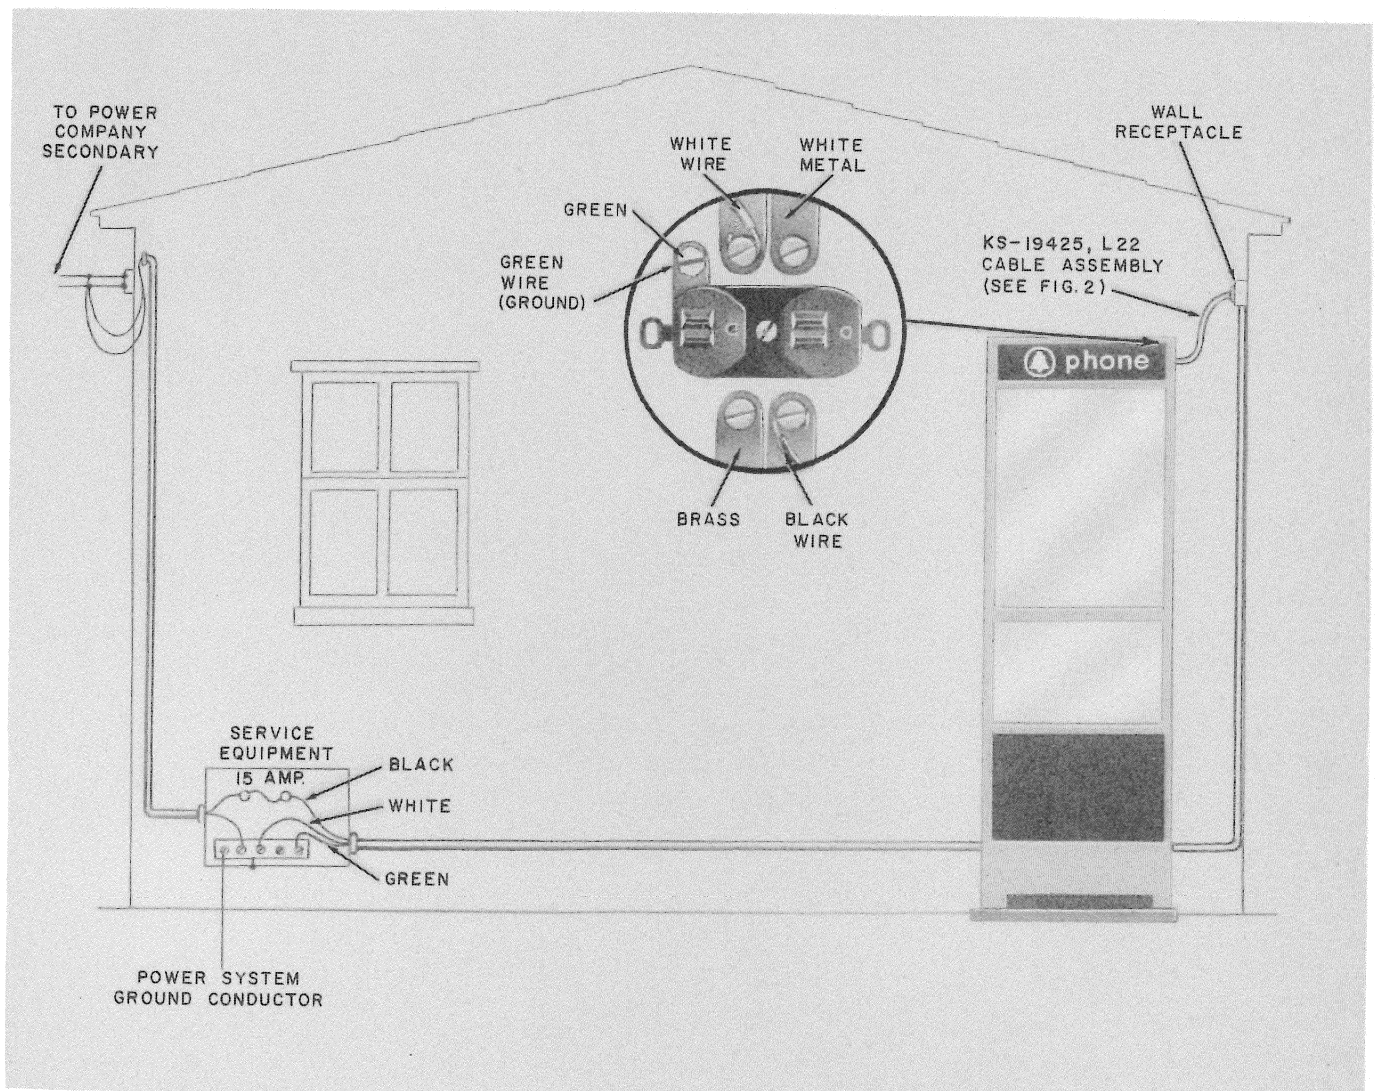 TO POWER
COMPANY
SECONDARY
WHITE
WIRE
WHITE
METAL
WALL
RECEPTACLE
GREEN
GREEN
WIRE
(GROUND)
KS-19425, L22
CABLE ASSEMBLY
(SEE FIG. 2)
phone
BRASS
BLACK
WIRE
SERVICE
EQUIPMENT
15 AMP.
BLACK
WHITE
GREEN
POWER SYSTEM
GROUND CONDUCTOR